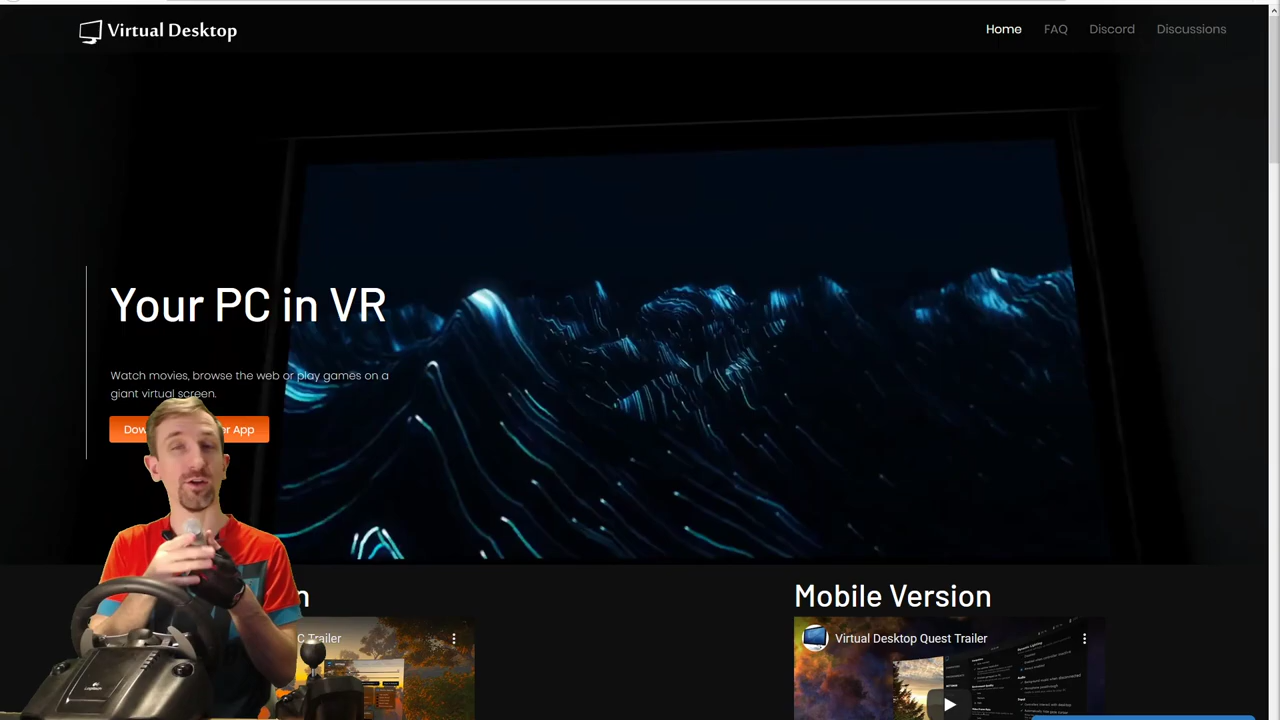 Virtual Desktop
Home
FAQ
Discord
Discussions
Your PC in VR
Watch movies, browse the web or play games on a
giant virtual screen.
App
Mobile Version
Trailer
Virtual Desktop Quest Trailer
Logitech